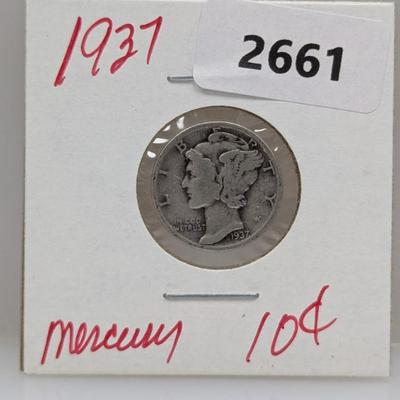 1937
2661
LIBERTY
IN GOD
WE TRUST
1937
Mercury 10¢